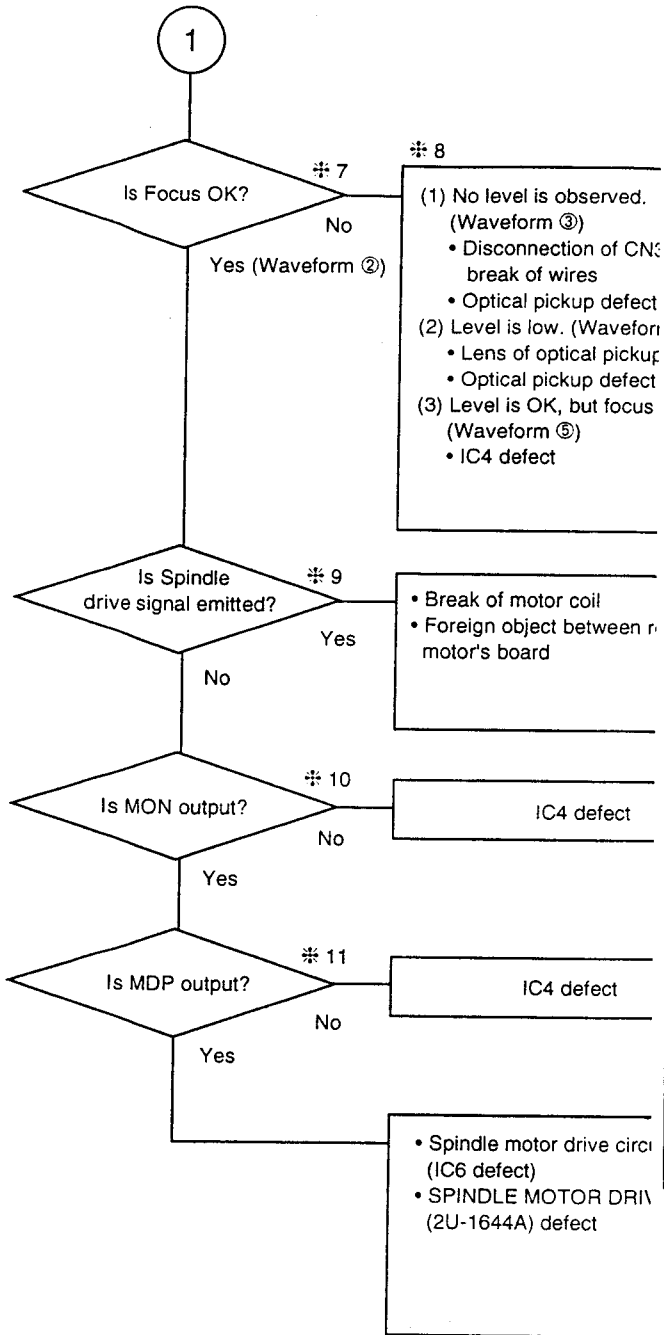 1
Is Focus OK?
※ 7
No
Yes (Waveform ②)
※ 8
(1) No level is observed.
(Waveform ③)
• Disconnection of CN3
break of wires
• Optical pickup defect
(2) Level is low. (Wavefor
• Lens of optical pickup
• Optical pickup defect
(3) Level is OK, but focus
(Waveform ⑤)
• IC4 defect
Is Spindle
drive signal emitted?
※ 9
Yes
No
• Break of motor coil
• Foreign object between r
motor's board
Is MON output?
※ 10
No
Yes
IC4 defect
Is MDP output?
※ 11
No
Yes
IC4 defect
• Spindle motor drive circu
(IC6 defect)
• SPINDLE MOTOR DRIV
(2U-1644A) defect